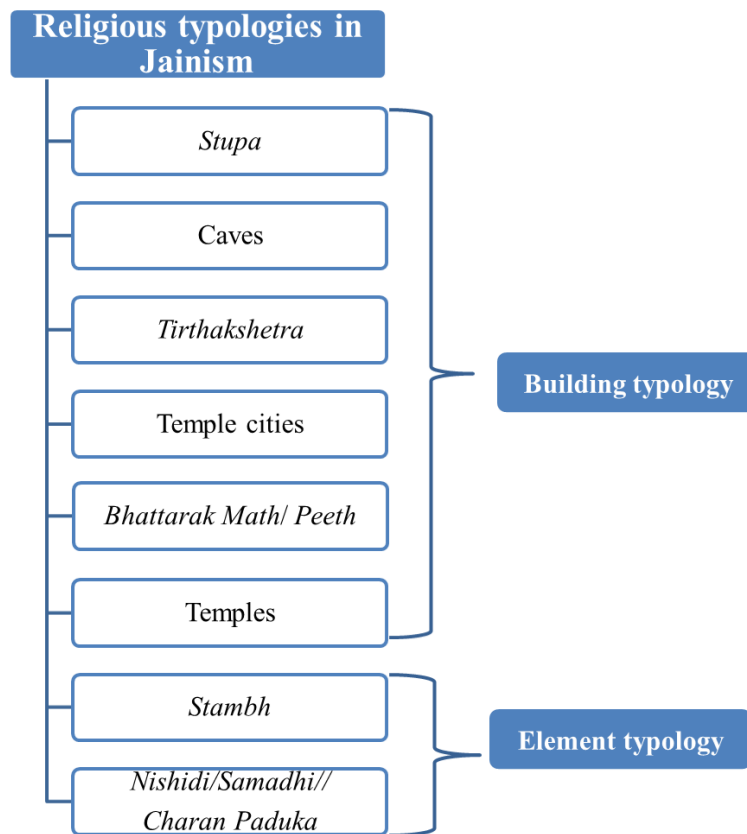 Religious typologies in
Jainism
Stupa
Caves
Tirthakshetra
Temple cities
Bhattarak Math/ Peeth
Temples
Building typology
Stambh
Nishidi/Samadhi//
Charan Paduka
Element typology